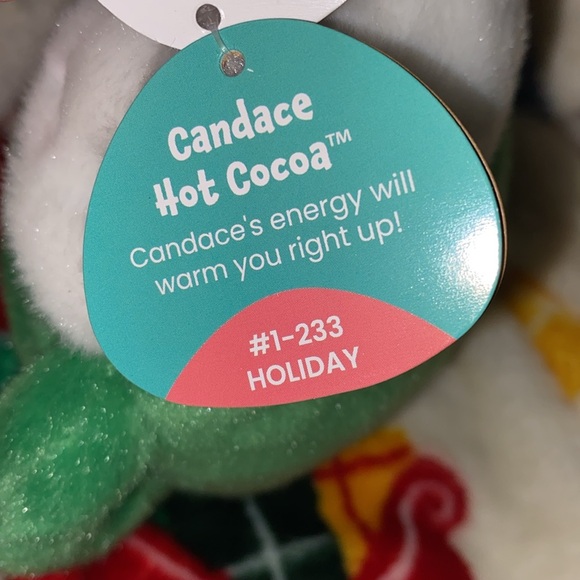 Candace
Hot Cocoa™
Candace's energy will
warm you right up!
#1-233
HOLIDAY